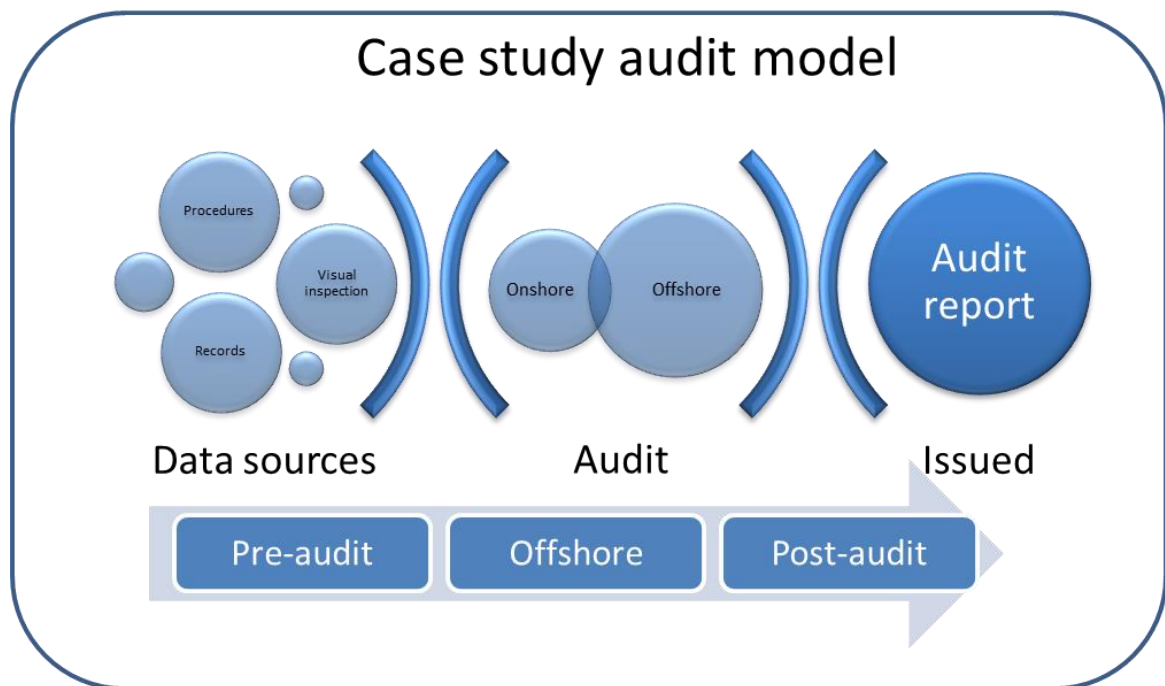 Case study audit model
Procedures
Visual
inspection
Records
Onshore
Offshore
Audit
report
Data sources
Audit
Issued
Pre-audit
Offshore
Post-audit